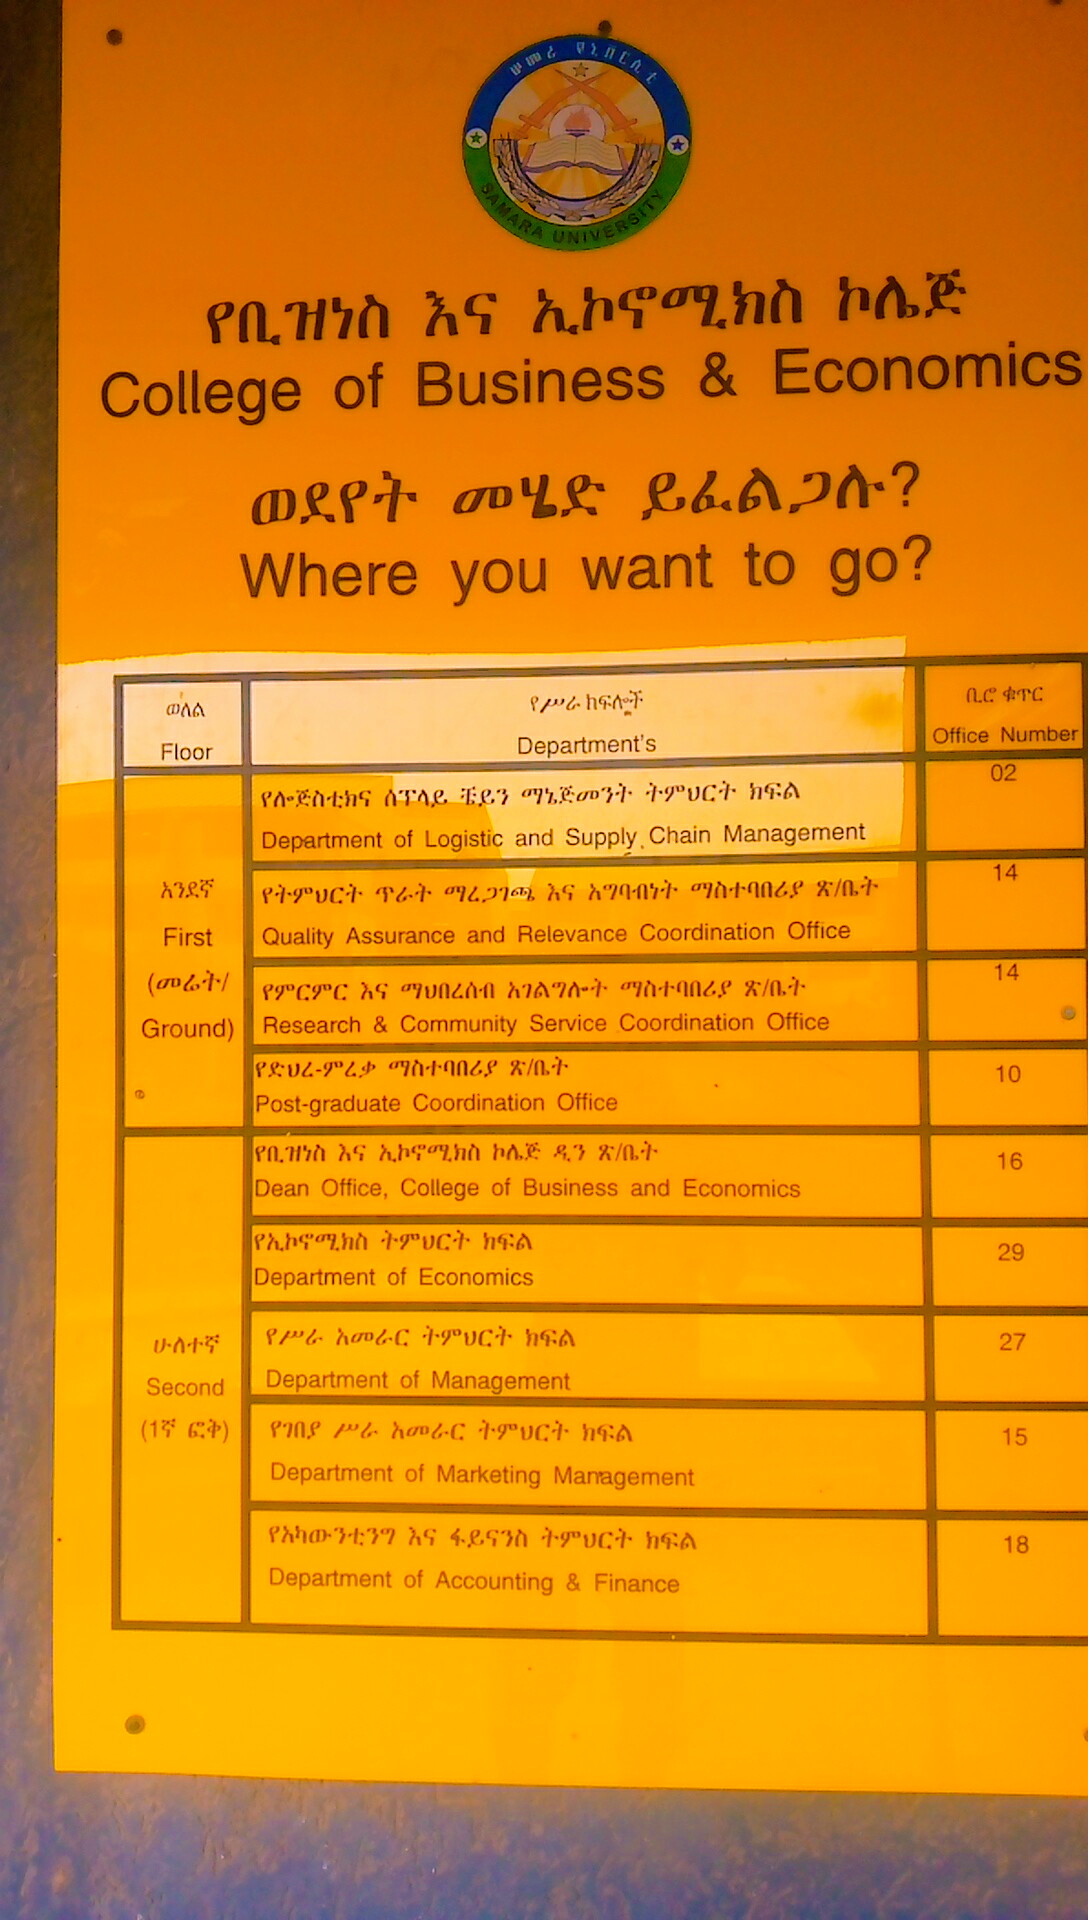 ሠመራ ዩኒቨርሲቲ
SAMARA UNIVERSITY
የቢዝነስ እና ኢኮኖሚክስ ኮሌጅ
College of Business & Economics
ወደየት መሄድ ይፈልጋሉ?
Where you want to go?
ወለል
Floor
የሥራ ክፍሎች
Department's
ቢሮ ቁጥር
Office Number
አንደኛ
First
(መሬት/
Ground)
የሎጅስቲክና ሰፕላይ ቼይን ማኔጅመንት ትምህርት ክፍል
Department of Logistic and Supply Chain Management
02
የትምህርት ጥራት ማረጋገጫ እና አግባብነት ማስተባበሪያ ጽ/ቤት
Quality Assurance and Relevance Coordination Office
14
የምርምር እና ማህበረሰብ አገልግሎት ማስተባበሪያ ጽ/ቤት
Research & Community Service Coordination Office
14
የድህረ-ምረቃ ማስተባበሪያ ጽ/ቤት
Post-graduate Coordination Office
10
ሁለተኛ
Second
(1ኛ ፎቅ)
የቢዝነስ እና ኢኮኖሚክስ ኮሌጅ ዲን ጽ/ቤት
Dean Office, College of Business and Economics
16
የኢኮኖሚክስ ትምህርት ክፍል
Department of Economics
29
የሥራ አመራር ትምህርት ክፍል
Department of Management
27
የገበያ ሥራ አመራር ትምህርት ክፍል
Department of Marketing Management
15
የአካውንቲንግ እና ፋይናንስ ትምህርት ክፍል
Department of Accounting & Finance
18